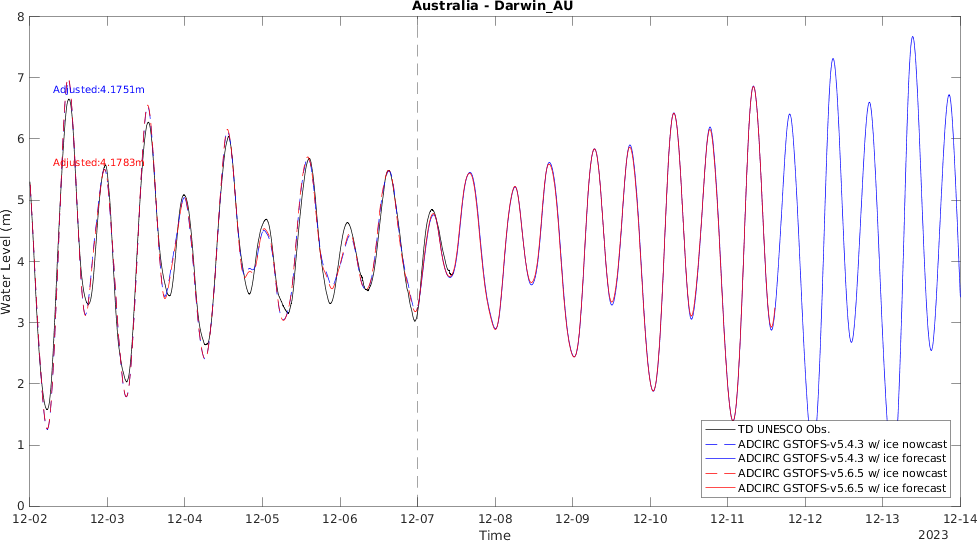 Australia - Darwin_AU
8
7
Adjusted:4.1751m
6
Adjusted:4.1783m
5
4
3
2
1
0
Water Level (m)
TD UNESCO Obs.
ADCIRC GSTOFS-v5.4.3 w/ ice nowcast
ADCIRC GSTOFS-v5.4.3 w/ ice forecast
ADCIRC GSTOFS-v5.6.5 w/ ice nowcast
ADCIRC GSTOFS-v5.6.5 w/ ice forecast
12-02 12-03 12-04 12-05 12-06 12-07 12-08 12-09 12-10 12-11 12-12 12-13 12-14
Time
2023